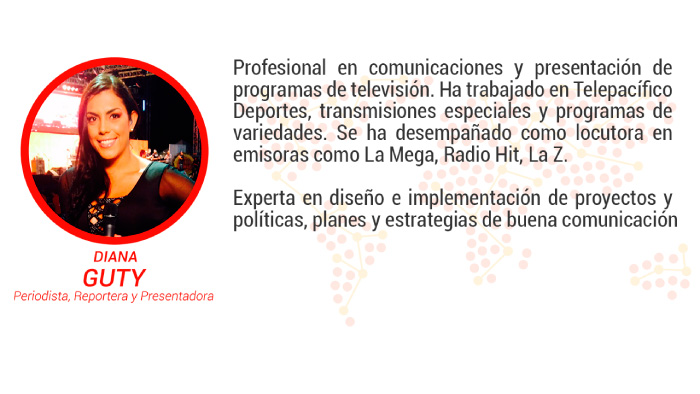 Profesional en comunicaciones y presentación de
programas de televisión. Ha trabajado en Telepacífico
Deportes, transmisiones especiales y programas de
variedades. Se ha desempañado como locutora en
emisoras como La Mega, Radio Hit, La Z.
Experta en diseño e implementación de proyectos y
políticas, planes y estrategias de buena comunicación
DIANA
GUTY
Periodista, Reportera y Presentadora